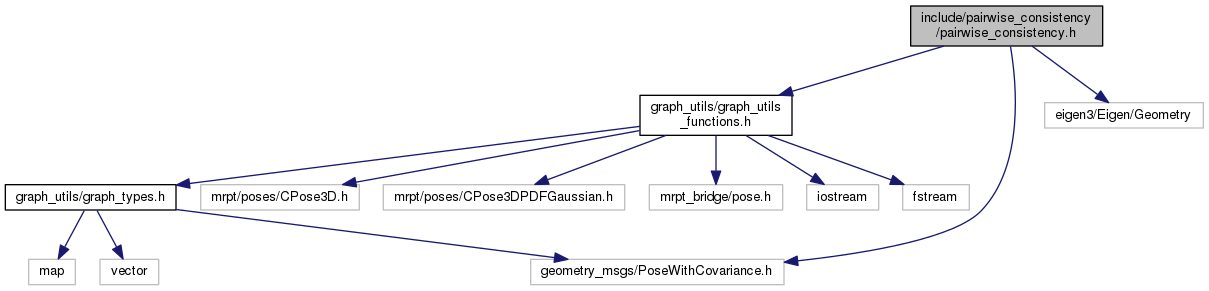 include/pairwise_consistency
/pairwise_consistency.h
graph_utils/graph_utils
_functions.h
eigen3/Eigen/Geometry
graph_utils/graph_types.h
mrpt/poses/CPose3D.h
mrpt/poses/CPose3DPDFGaussian.h
mrpt_bridge/pose.h
iostream
fstream
map
vector
geometry_msgs/PoseWithCovariance.h